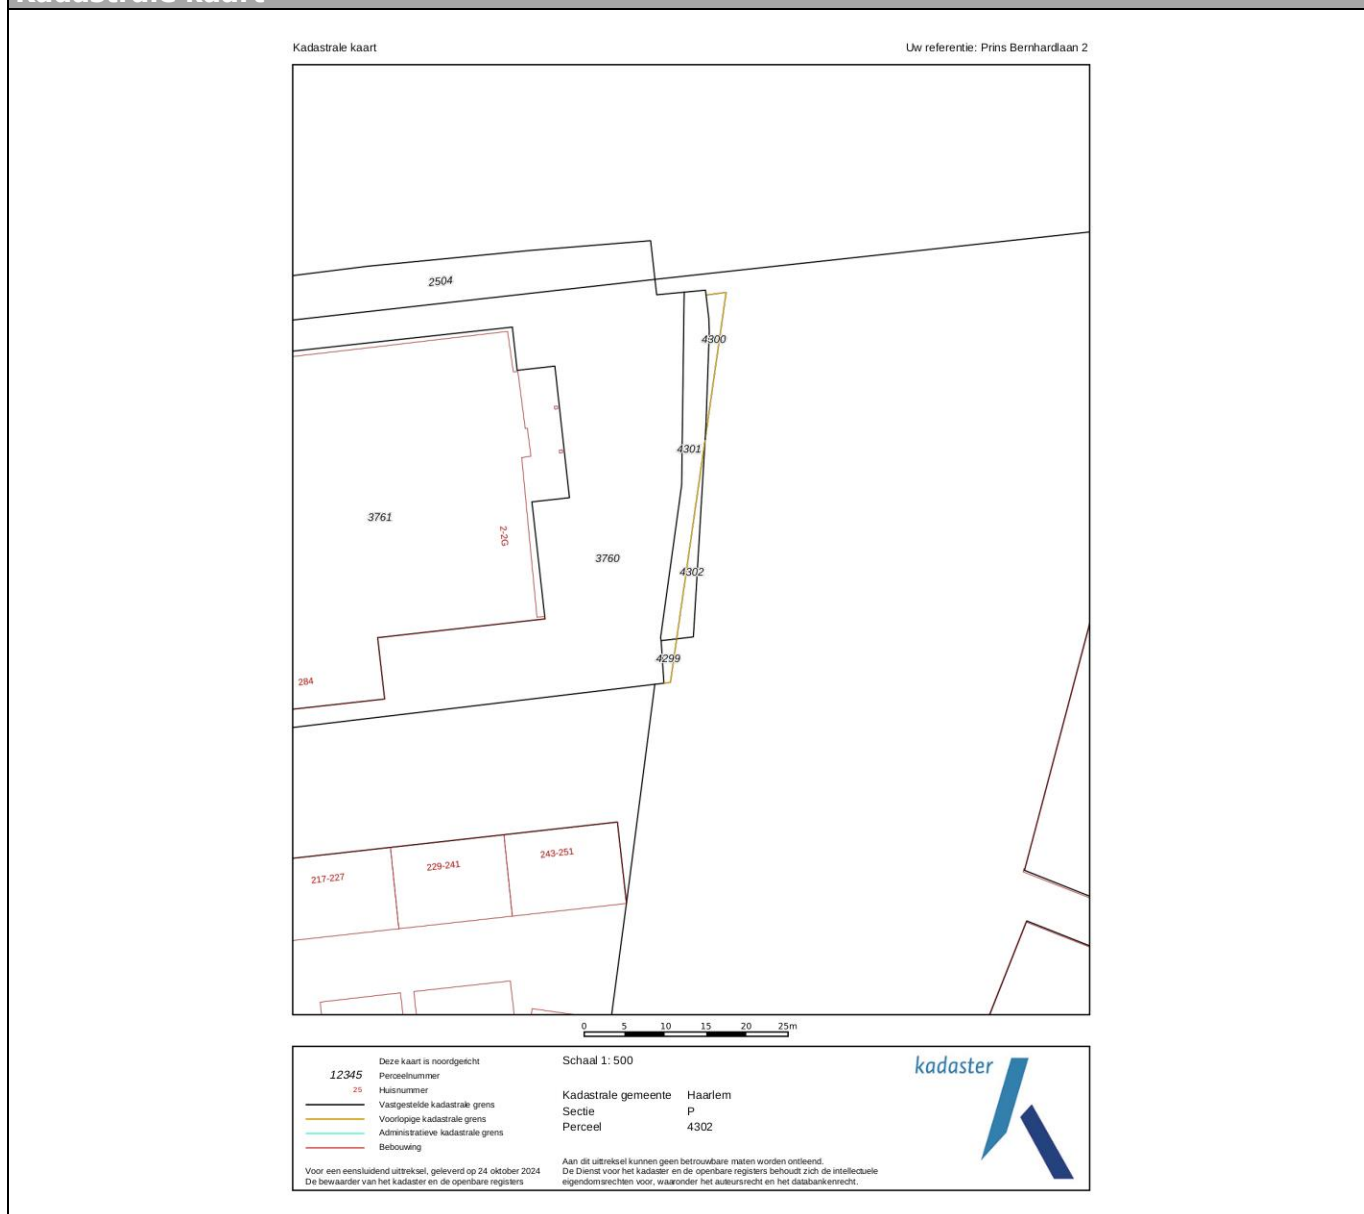 Kadastrale kaart
Kadastrale kaart
Uw referentie: Prins Bernhardlaan 2
2504
4300
4301
3761
2-2G
3760
4302
4299
284
243-251
229-241
217-227
0 5 10 15 20 25m
Deze kaart is noordgericht
12345 Perceelnummer
25 Huisnummer
Vastgestelde kadastrale grens
Voorlopige kadastrale grens
Administratieve kadastrale grens
Bebouwing
Voor een eensluidend uittreksel, geleverd op 24 oktober 2024
De bewaarder van het kadaster en de openbare registers
Schaal 1: 500
Kadastrale gemeente Haarlem
Sectie P
Perceel 4302
Aan dit uittreksel kunnen geen betrouwbare maten worden ontleend.
De Dienst voor het kadaster en de openbare registers behoudt zich de intellectuele
eigendomsrechten voor, waaronder het auteursrecht en het databankenrecht.
kadaster